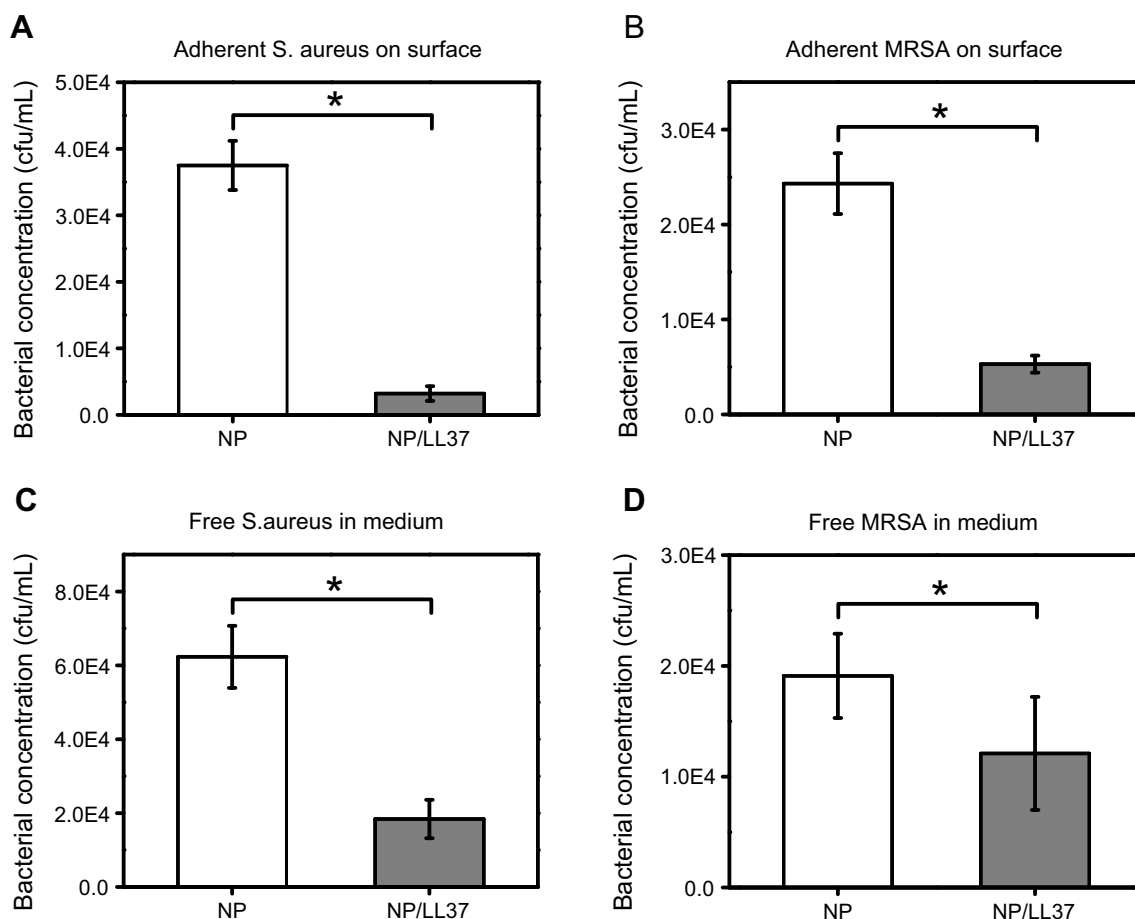 A
Adherent S. aureus on surface
Bacterial concentration (cfu/mL)
5.0E4
4.0E4
3.0E4
2.0E4
1.0E4
0.0
*
NP
NP/LL37
B
Adherent MRSA on surface
Bacterial concentration (cfu/mL)
3.0E4
2.0E4
1.0E4
0.0
*
NP
NP/LL37
C
Free S.aureus in medium
Bacterial concentration (cfu/mL)
8.0E4
6.0E4
4.0E4
2.0E4
0.0
*
NP
NP/LL37
D
Free MRSA in medium
Bacterial concentration (cfu/mL)
3.0E4
2.0E4
1.0E4
0.0
*
NP
NP/LL37